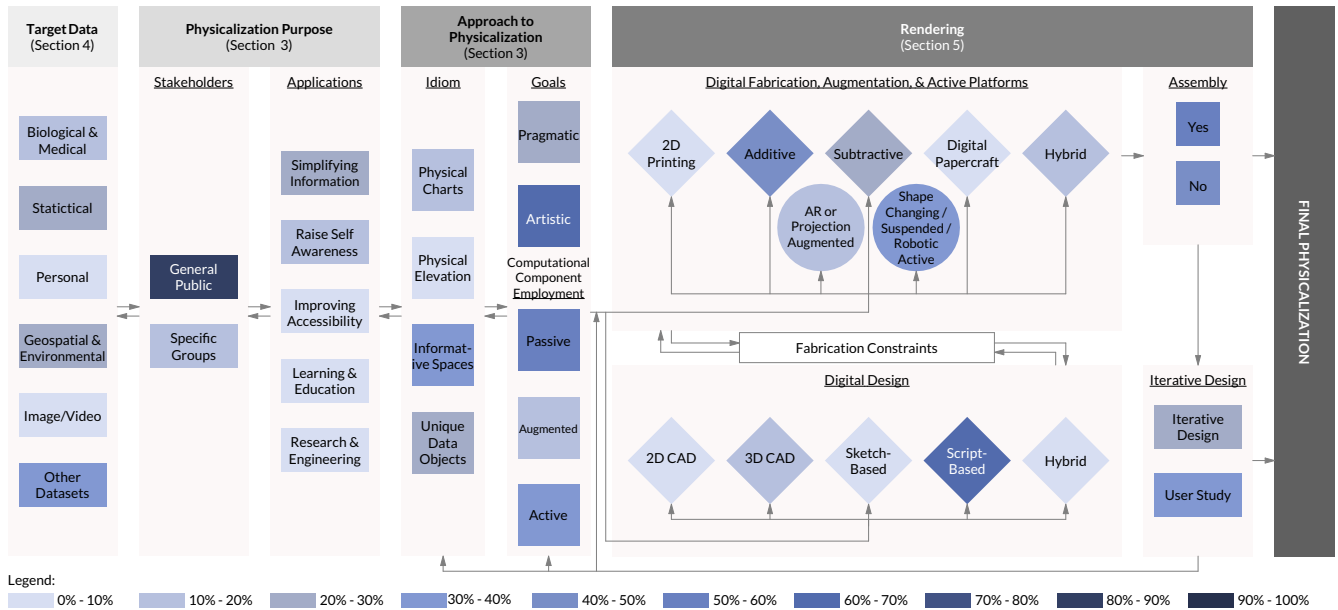 Target Data
(Section 4)
Physicalization Purpose
(Section 3)
Approach to
Physicalization
(Section 3)
Rendering
(Section 5)
Stakeholders
Applications
Idiom
Goals
Digital Fabrication, Augmentation, & Active Platforms
Assembly
Biological &
Medical
Statictical
Personal
Geospatial &
Environmental
Image/Video
Other
Datasets
General
Public
Specific
Groups
Simplifying
Information
Raise Self
Awareness
Improving
Accessibility
Learning &
Education
Research &
Engineering
Physical
Charts
Physical
Elevation
Informat-
ive Spaces
Unique
Data
Objects
Pragmatic
Artistic
Computational
Component
Employment
Passive
Augmented
Active
2D
Printing
Additive
Subtractive
Digital
Papercraft
Hybrid
AR or
Projection
Augmented
Shape
Changing /
Suspended /
Robotic
Active
Yes
No
Fabrication Constraints
Digital Design
2D CAD
3D CAD
Sketch-
Based
Script-
Based
Hybrid
Iterative Design
Iterative
Design
User Study
FINAL PHYSICALIZATION
Legend:
0% - 10%
10% - 20%
20% - 30%
30% - 40%
40% - 50%
50% - 60%
60% - 70%
70% - 80%
80% - 90%
90% - 100%